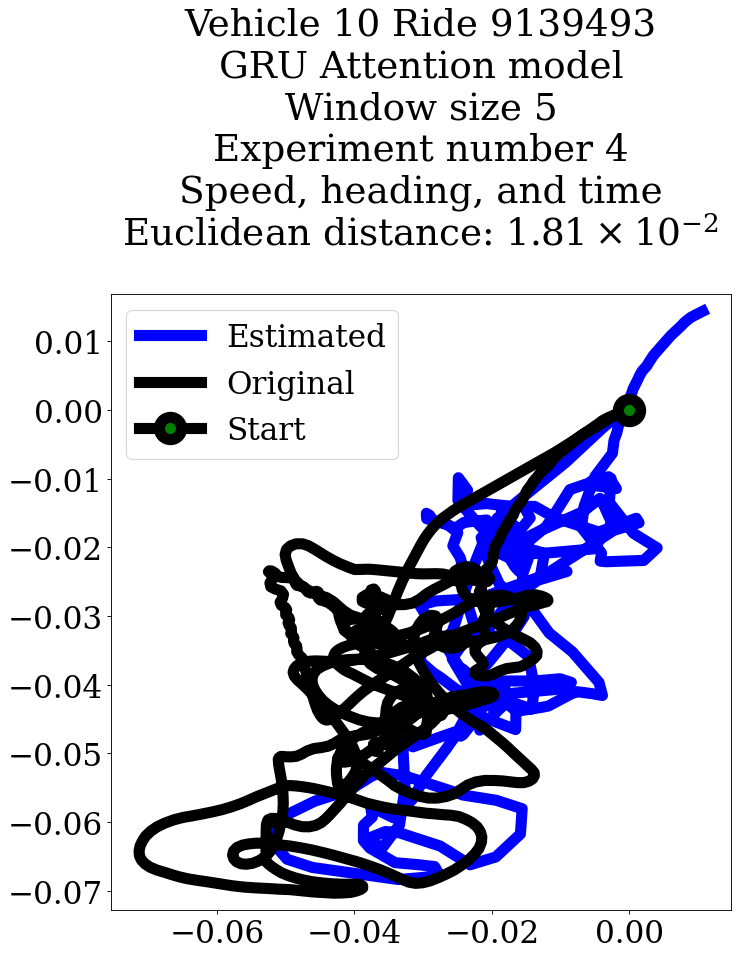 Vehicle 10 Ride 9139493
GRU Attention model
Window size 5
Experiment number 4
Speed, heading, and time
Euclidean distance: 1.81 × 10⁻²
Estimated
Original
Start
0.01
0.00
−0.01
−0.02
−0.03
−0.04
−0.05
−0.06
−0.07
−0.06 −0.04 −0.02 0.00